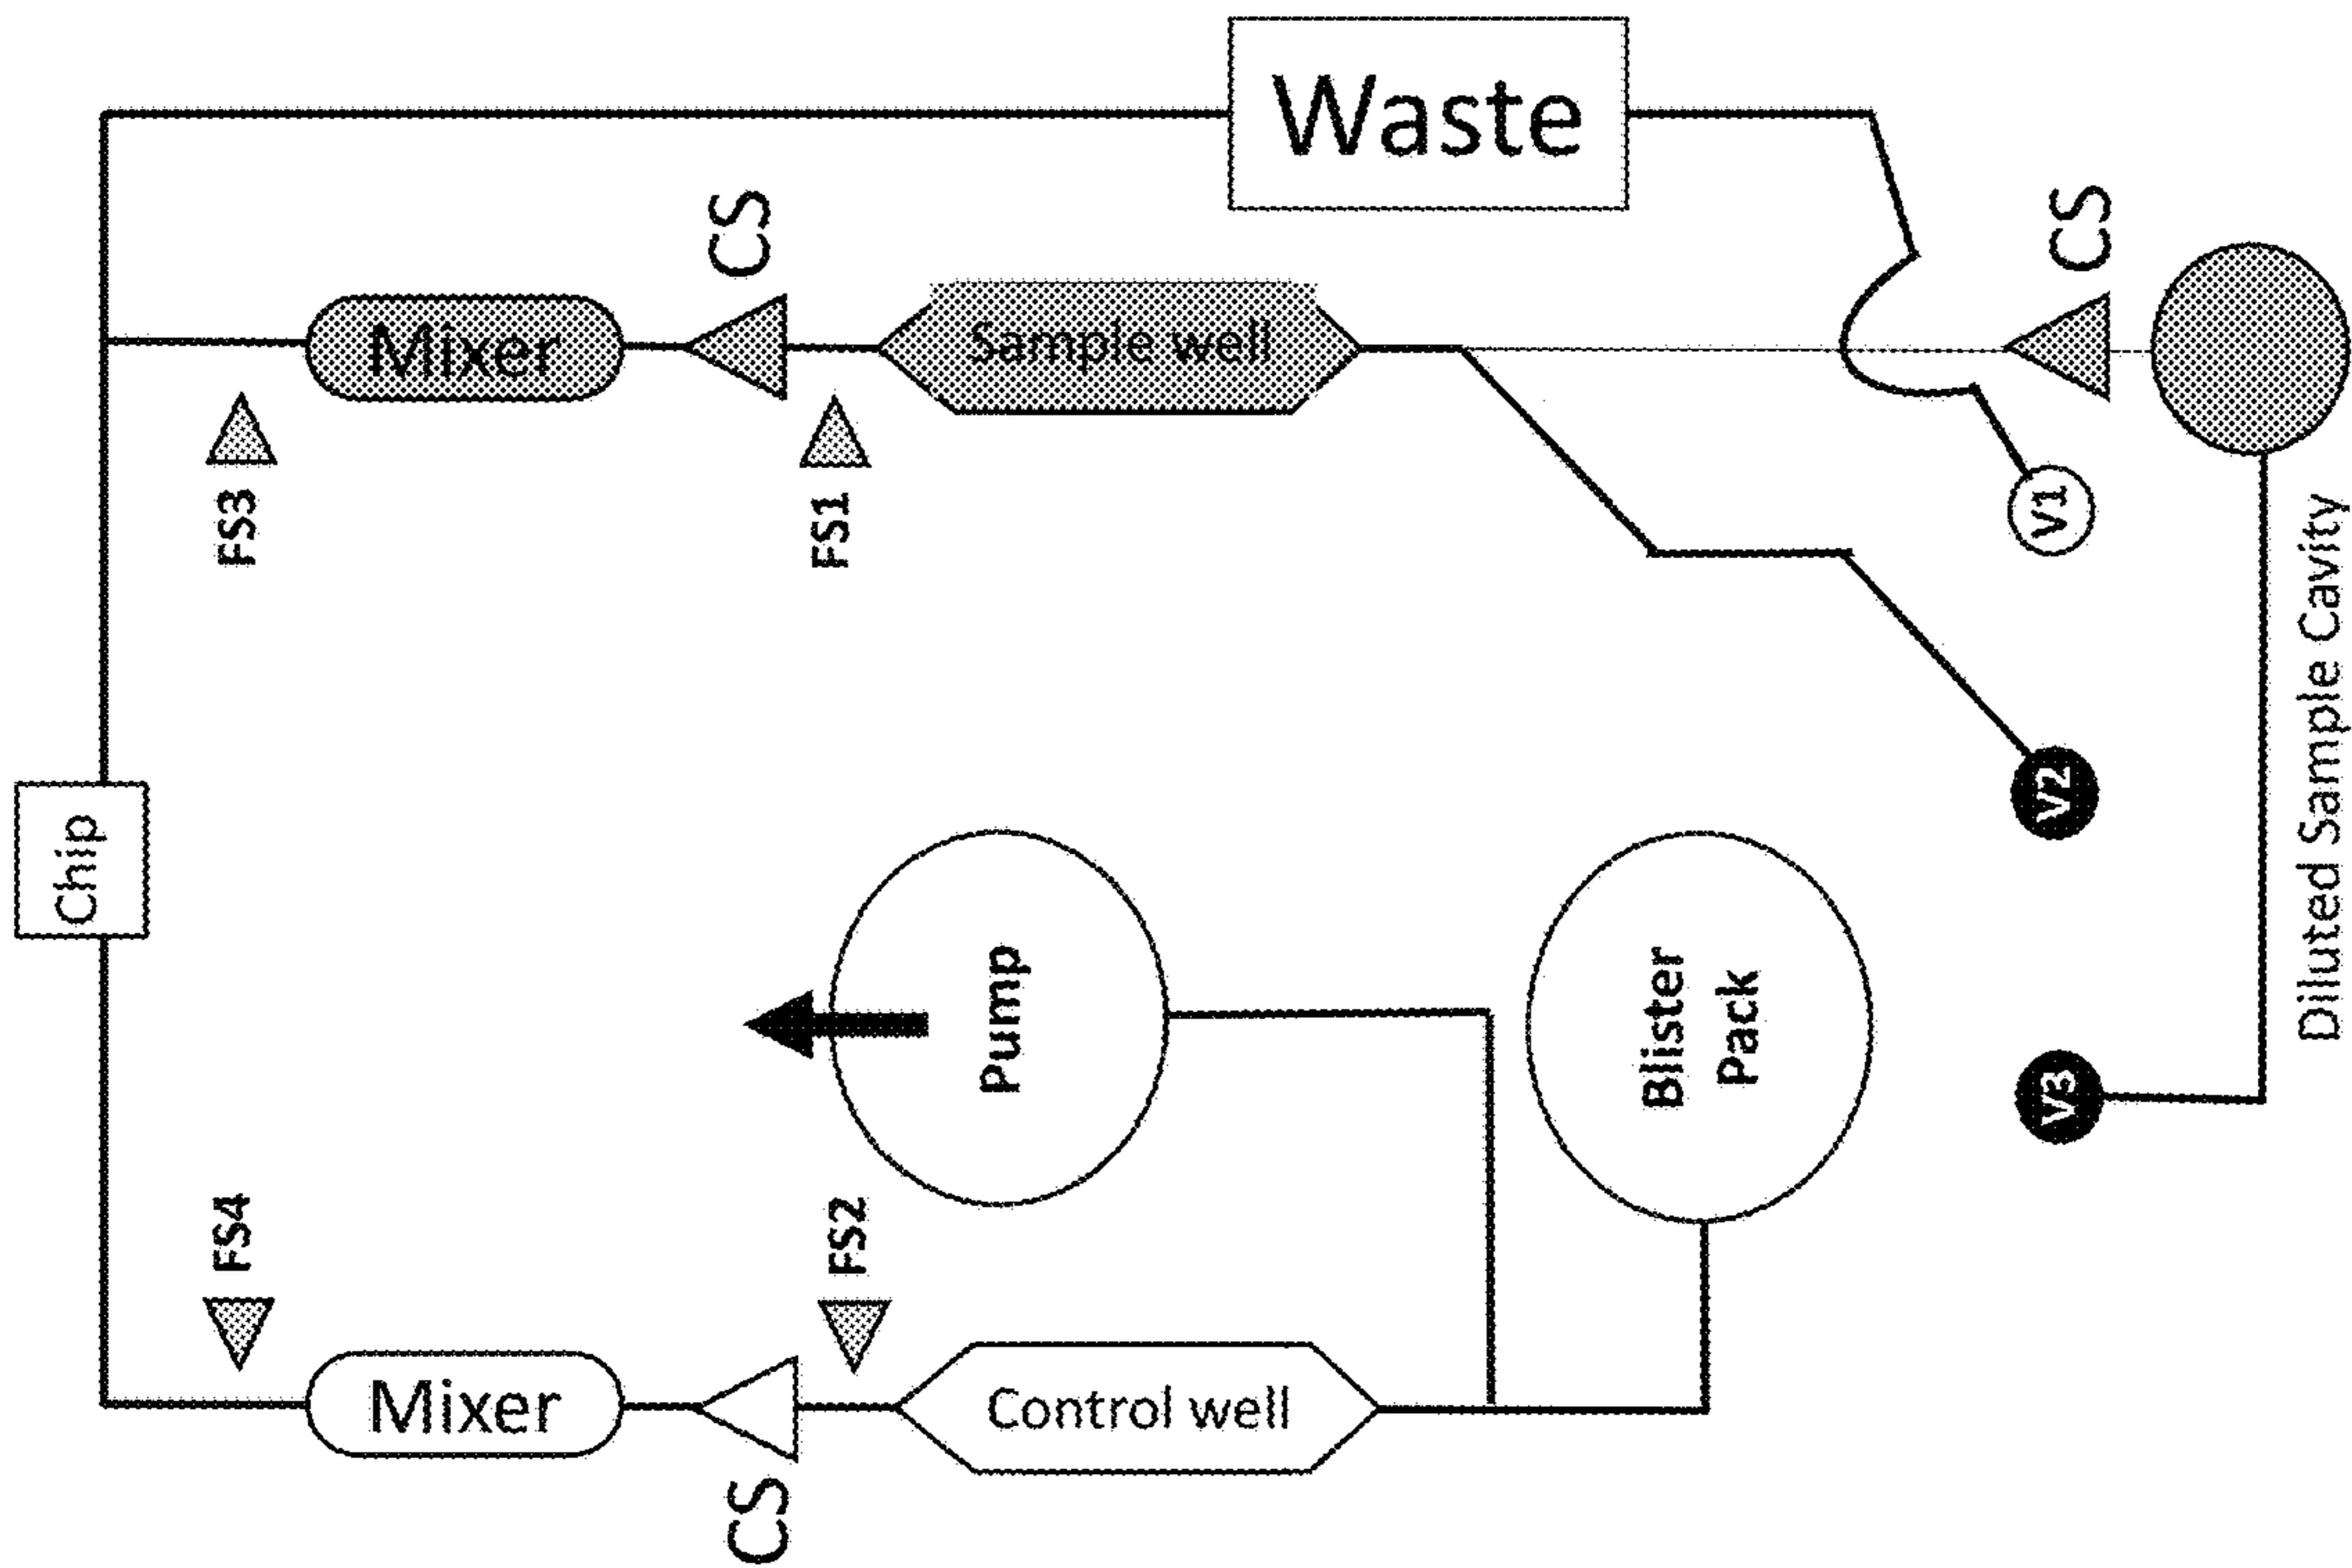 Waste
CS
CS
Mixer
Sample well
FS3
FS1
V1
Chip
V2
Diluted Sample Cavity
Pump
Blister
Pack
V3
FS4
FS2
Mixer
Control well
CS